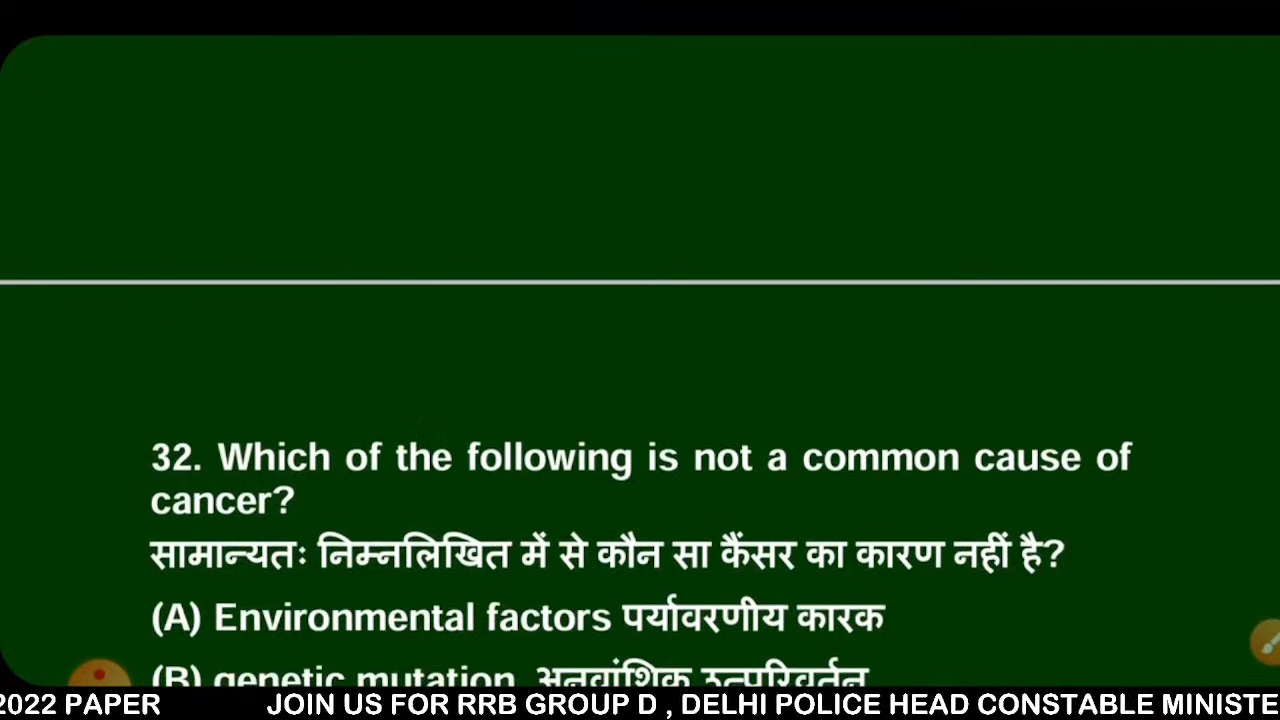 32. Which of the following is not a common cause of
cancer?
सामान्यतः निम्नलिखित में से कौन सा कैंसर का कारण नहीं है?
(A) Environmental factors पर्यावरणीय कारक
(B) genetic mutation अनुवांशिक उत्परिवर्तन
2022 PAPER JOIN US FOR RRB GROUP D , DELHI POLICE HEAD CONSTABLE MINISTE